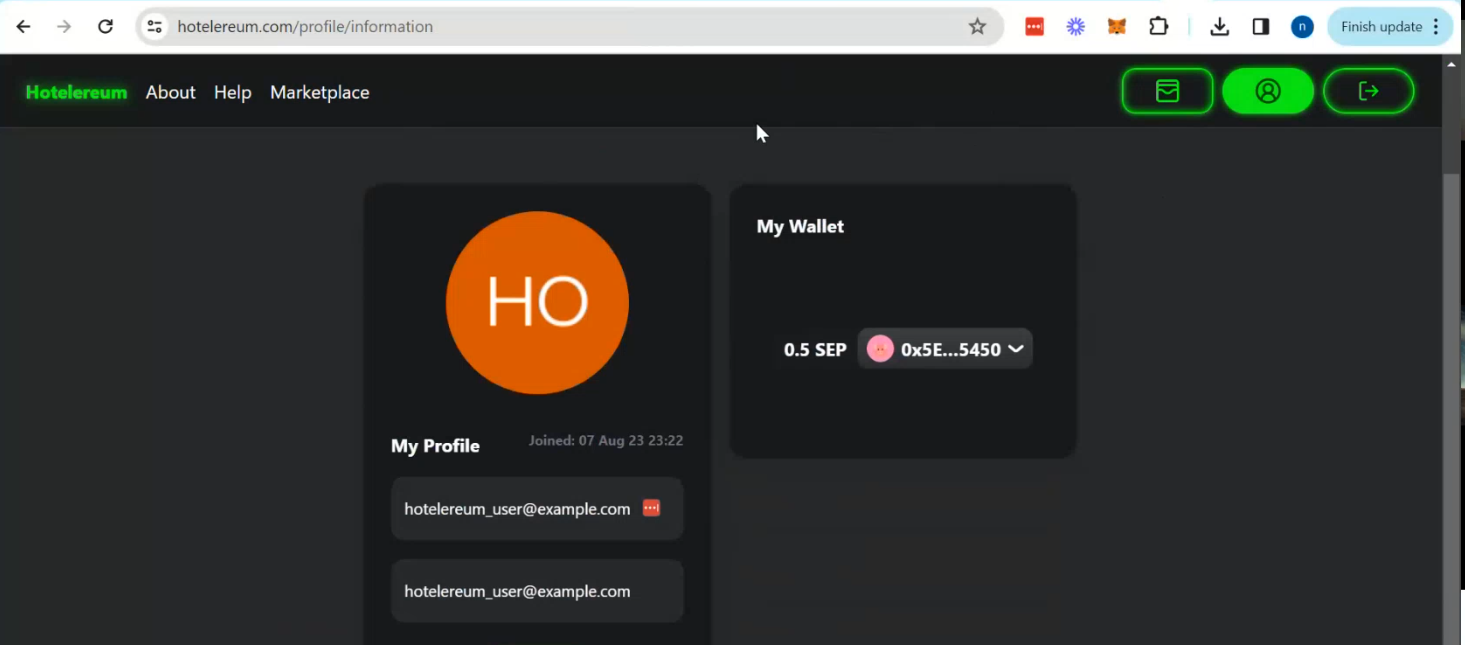 hotelereum.com/profile/information
n
Finish update
Hotelereum About Help Marketplace
HO
My Profile
Joined: 07 Aug 23 23:22
hotelereum_user@example.com
hotelereum_user@example.com
My Wallet
0.5 SEP 0x5E...5450